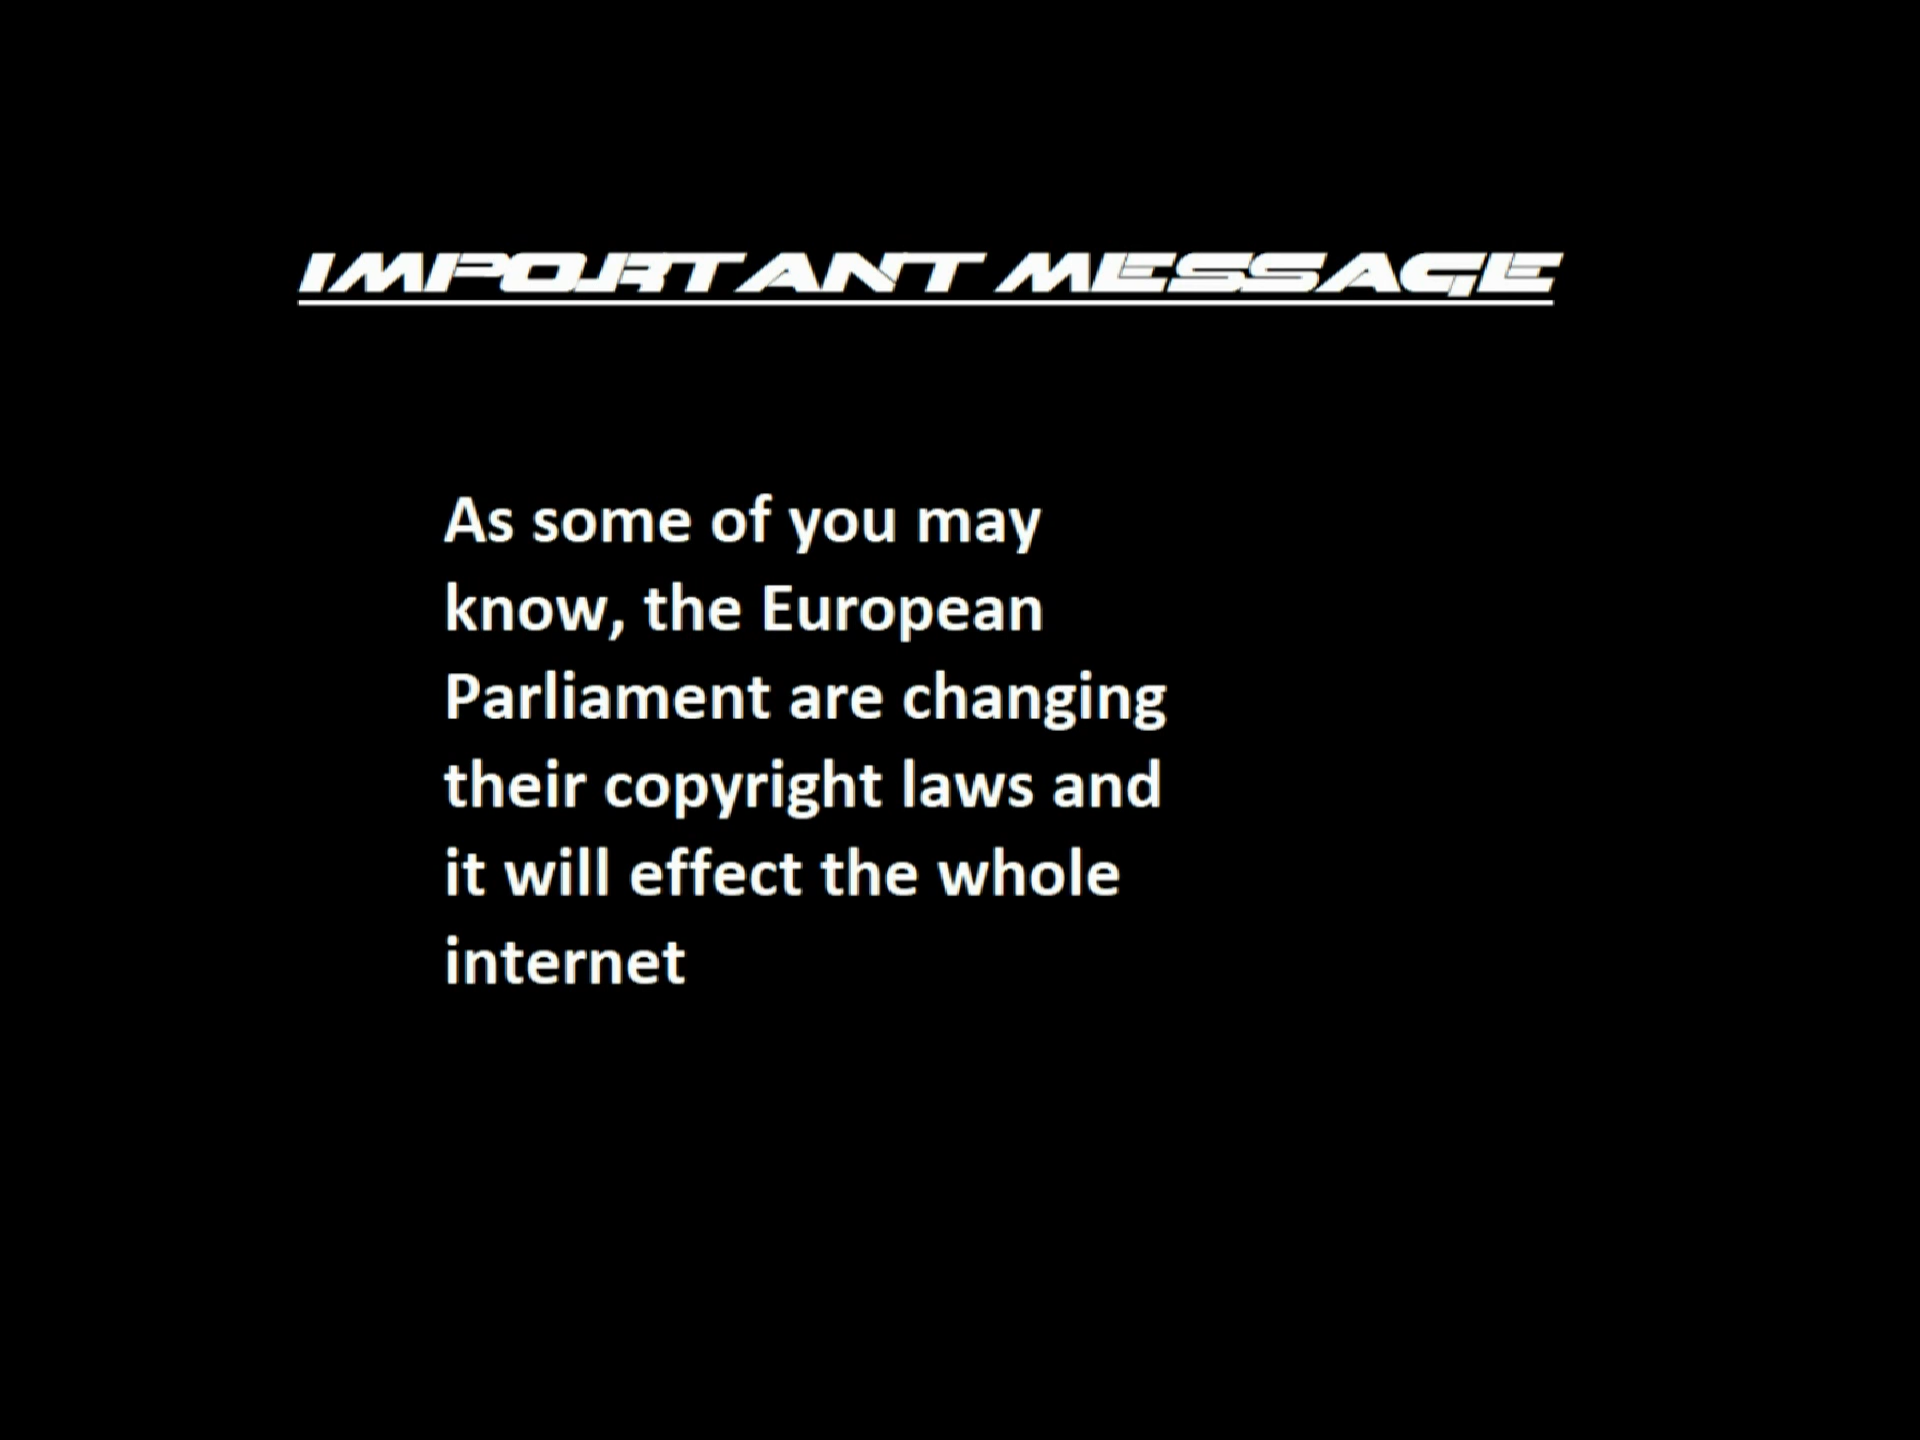 IMPORTANT MESSAGE
As some of you may
know, the European
Parliament are changing
their copyright laws and
it will effect the whole
internet